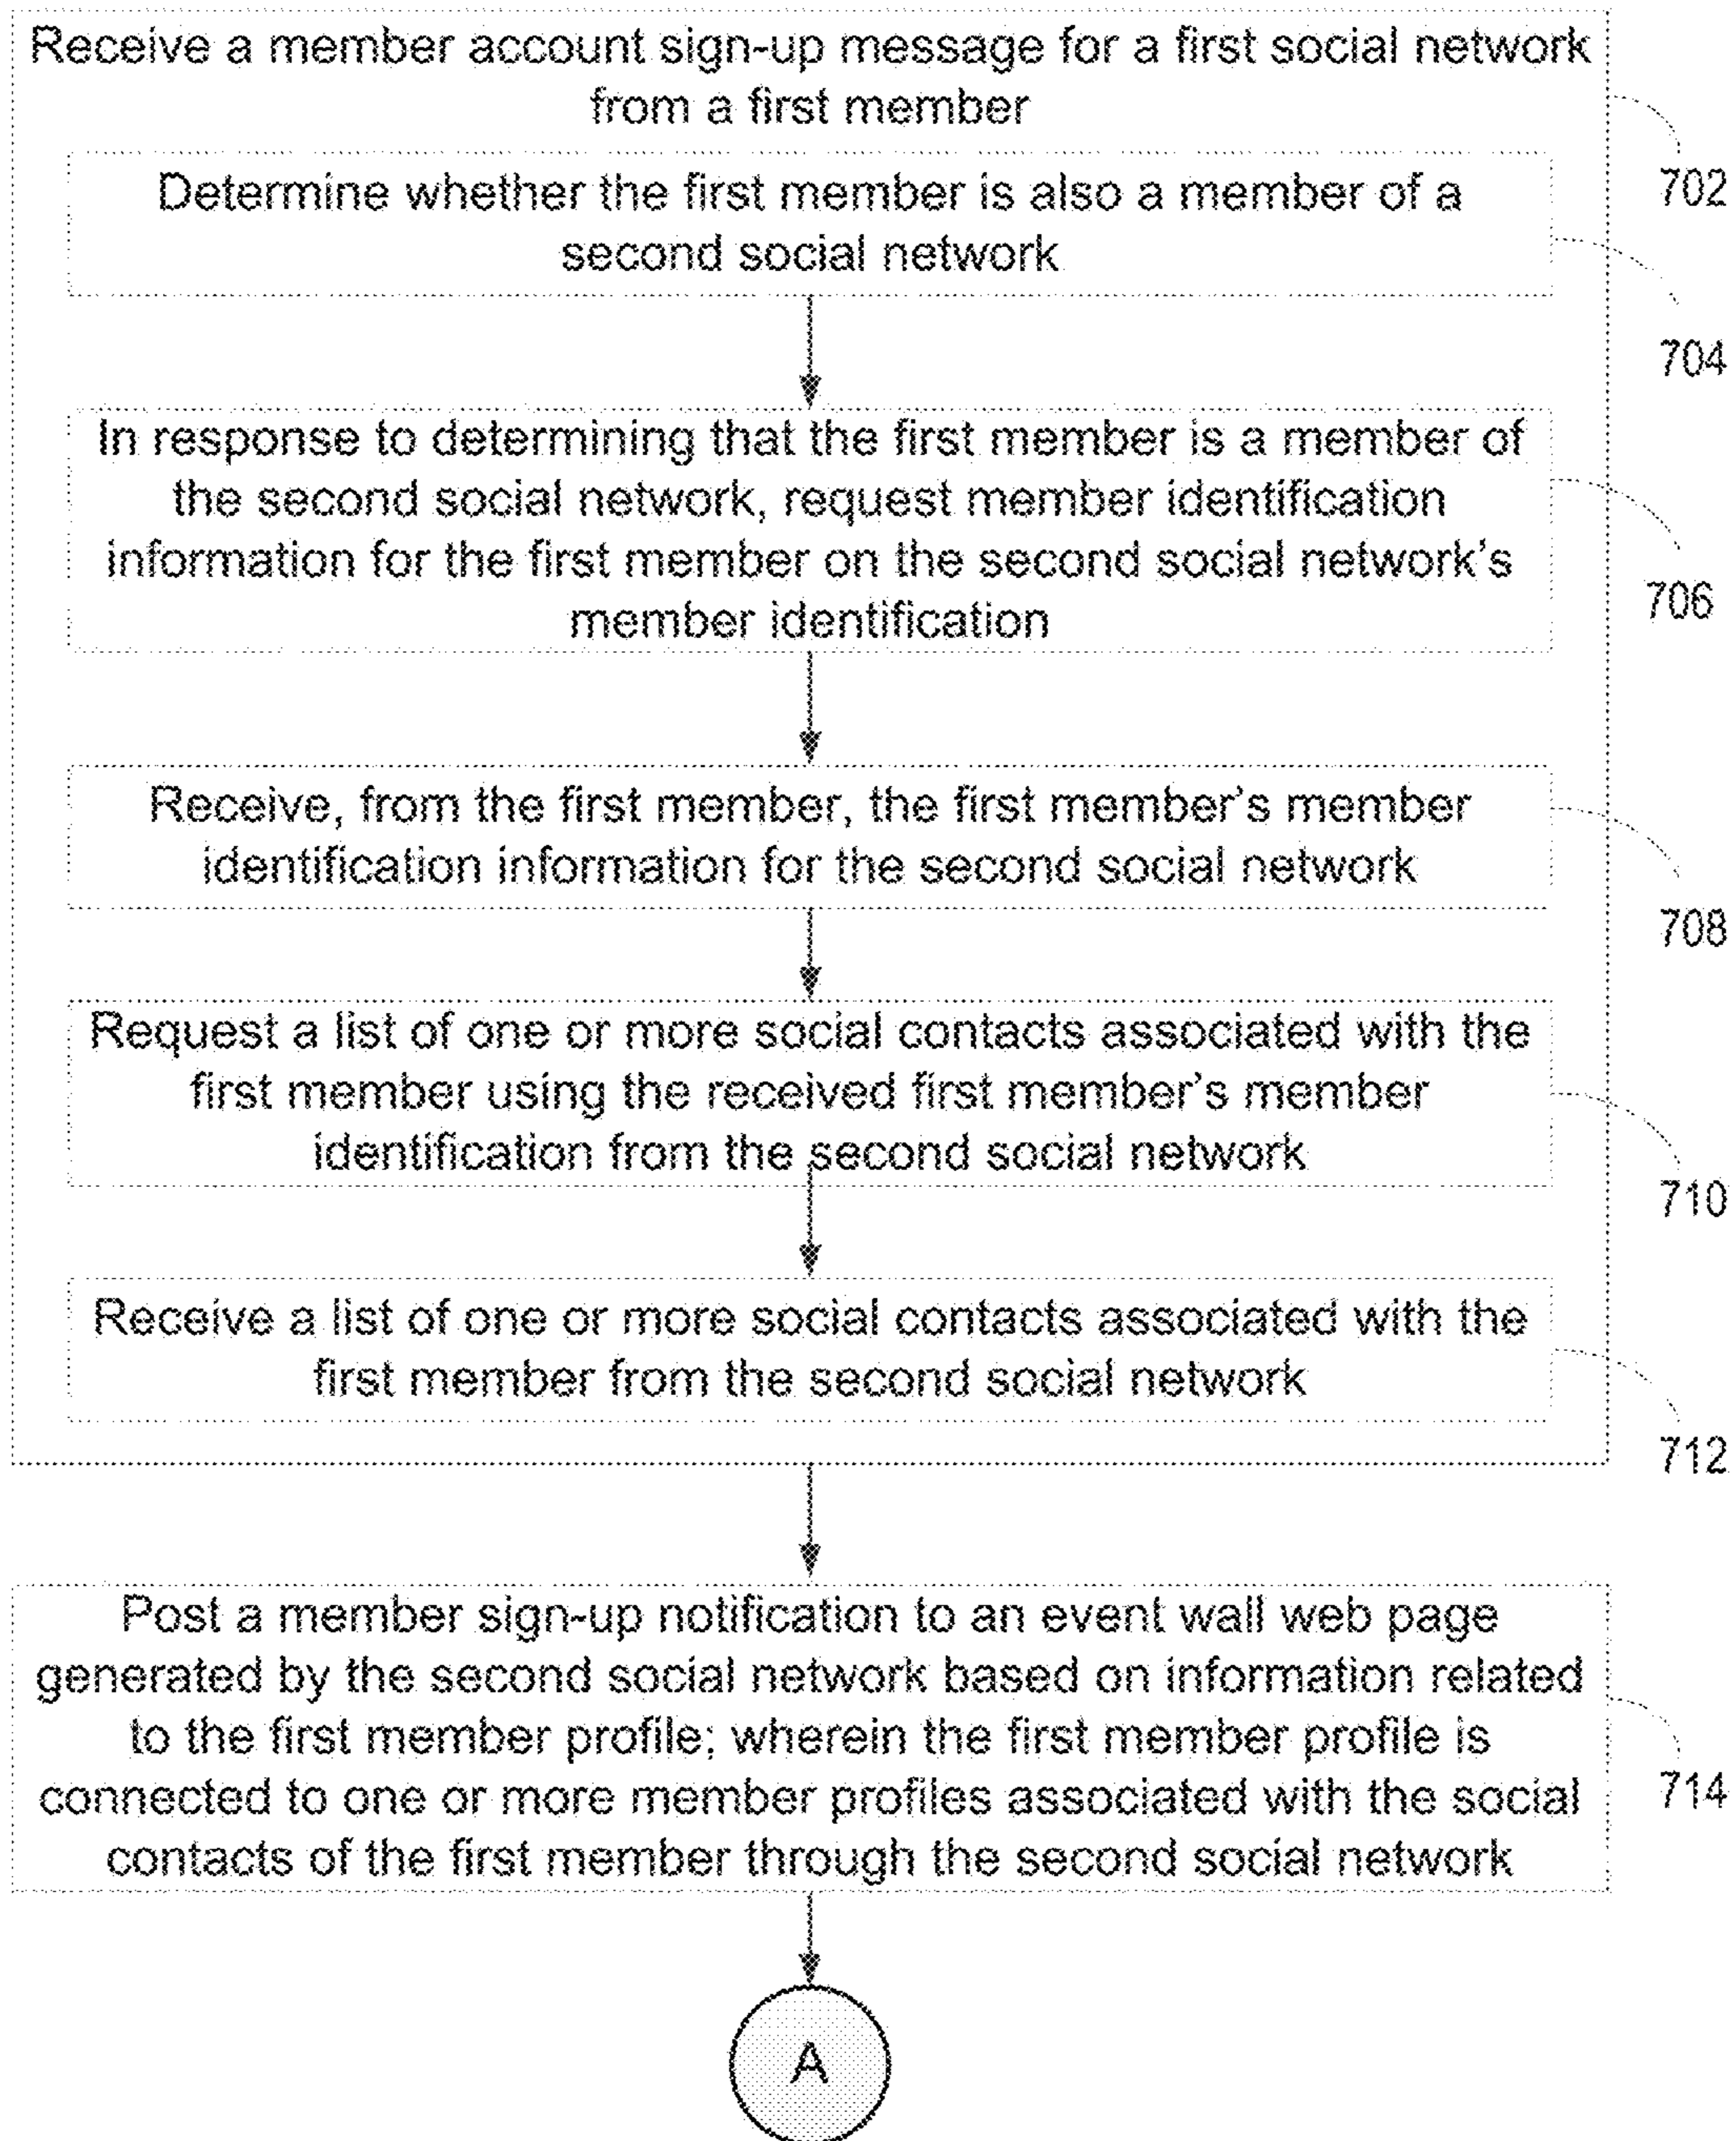 Receive a member account sign-up message for a first social network
from a first member
702
Determine whether the first member is also a member of a
second social network
704
In response to determining that the first member is a member of
the second social network, request member identification
information for the first member on the second social network's
member identification
706
Receive, from the first member, the first member's member
identification information for the second social network
708
Request a list of one or more social contacts associated with the
first member using the received first member's member
identification from the second social network
710
Receive a list of one or more social contacts associated with the
first member from the second social network
712
Post a member sign-up notification to an event wall web page
generated by the second social network based on information related
to the first member profile; wherein the first member profile is
connected to one or more member profiles associated with the social
contacts of the first member through the second social network
714
A